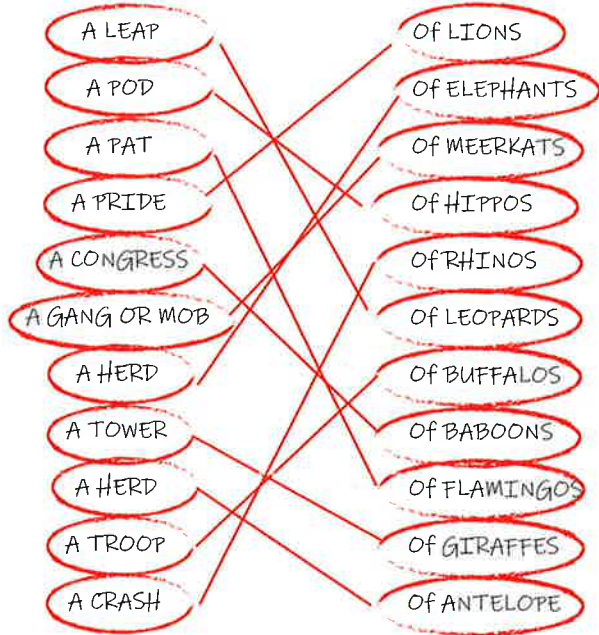 A LEAP
Of LIONS
A POD
Of ELEPHANTS
A PAT
Of MEERKATS
A PRIDE
Of HIPPOS
A CONGRESS
Of RHINOS
A GANG OR MOB
Of LEOPARDS
A HERD
Of BUFFALOS
A TOWER
Of BABOONS
A HERD
Of FLAMINGOS
A TROOP
Of GIRAFFES
A CRASH
Of ANTELOPE